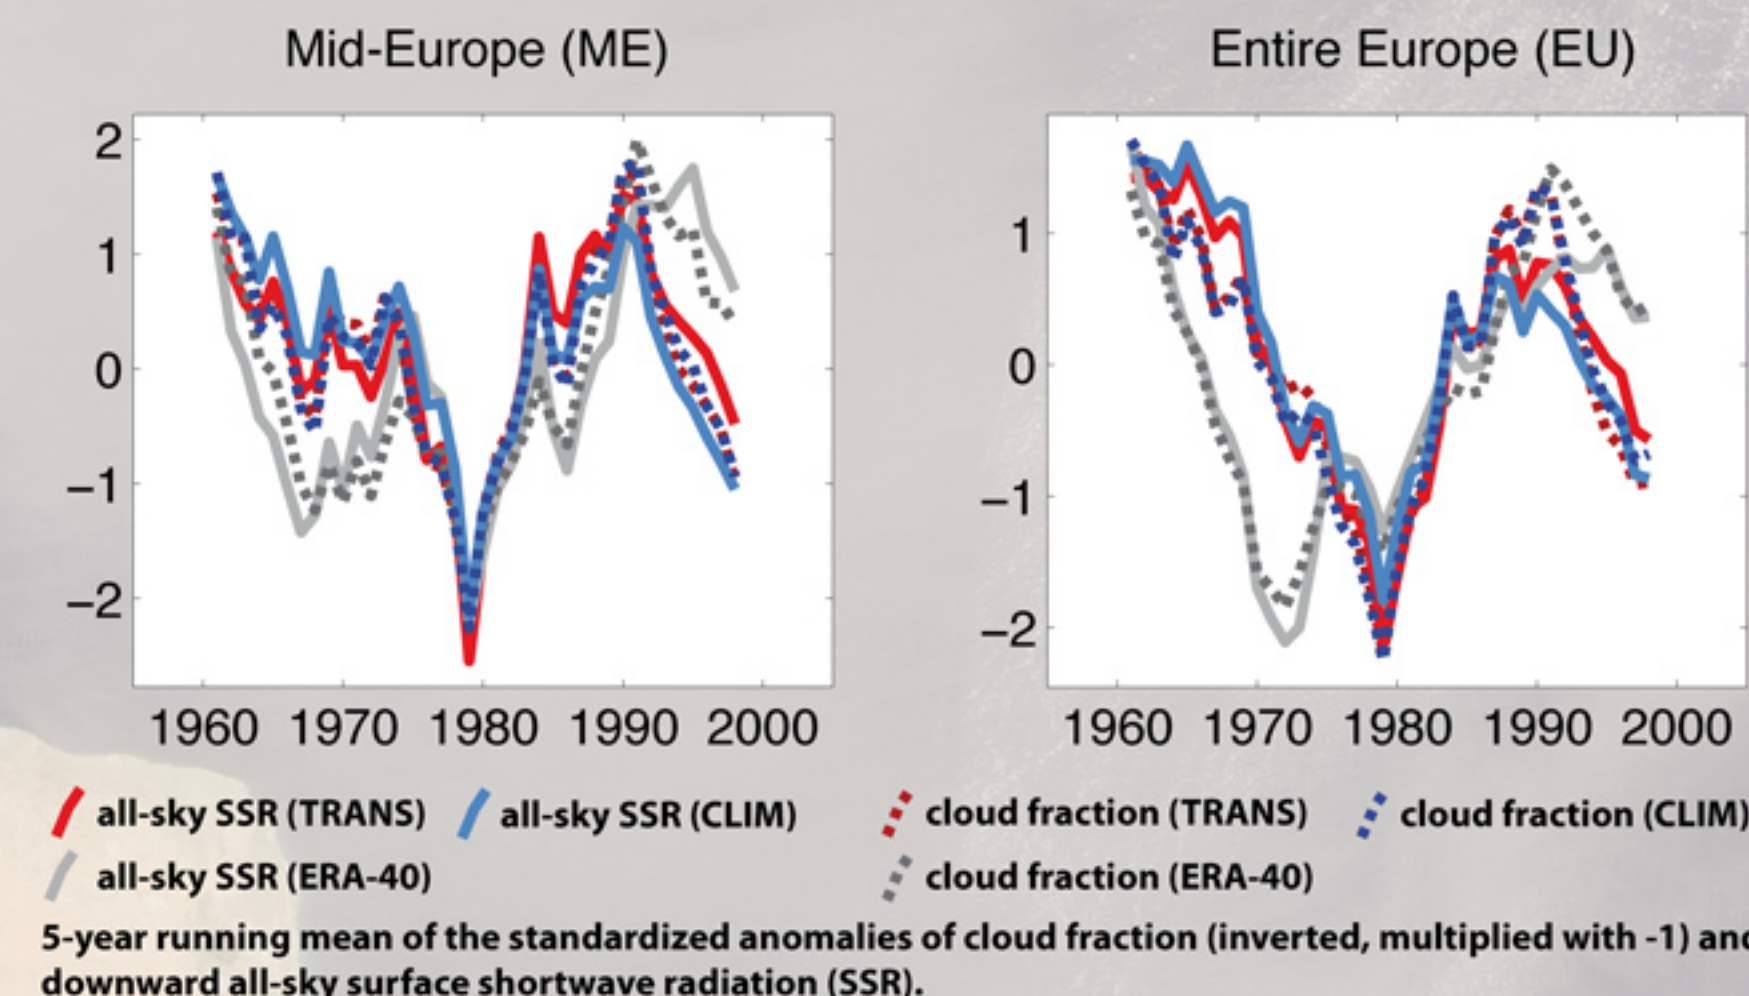 Mid-Europe (ME)
Entire Europe (EU)
2
1
0
−1
−2
1
0
−1
−2
1960 1970 1980 1990 2000
1960 1970 1980 1990 2000
all-sky SSR (TRANS) all-sky SSR (CLIM) cloud fraction (TRANS) cloud fraction (CLIM)
all-sky SSR (ERA-40) cloud fraction (ERA-40)
5-year running mean of the standardized anomalies of cloud fraction (inverted, multiplied with -1) and
downward all-sky surface shortwave radiation (SSR).